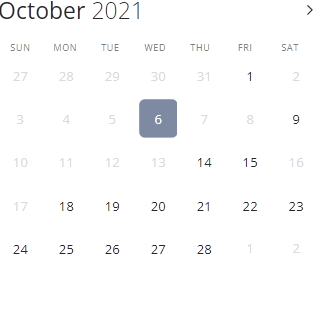 October 2021 >
SUN MON TUE WED THU FRI SAT
27 28 29 30 31 1 2
3 4 5 6 7 8 9
10 11 12 13 14 15 16
17 18 19 20 21 22 23
24 25 26 27 28 1 2